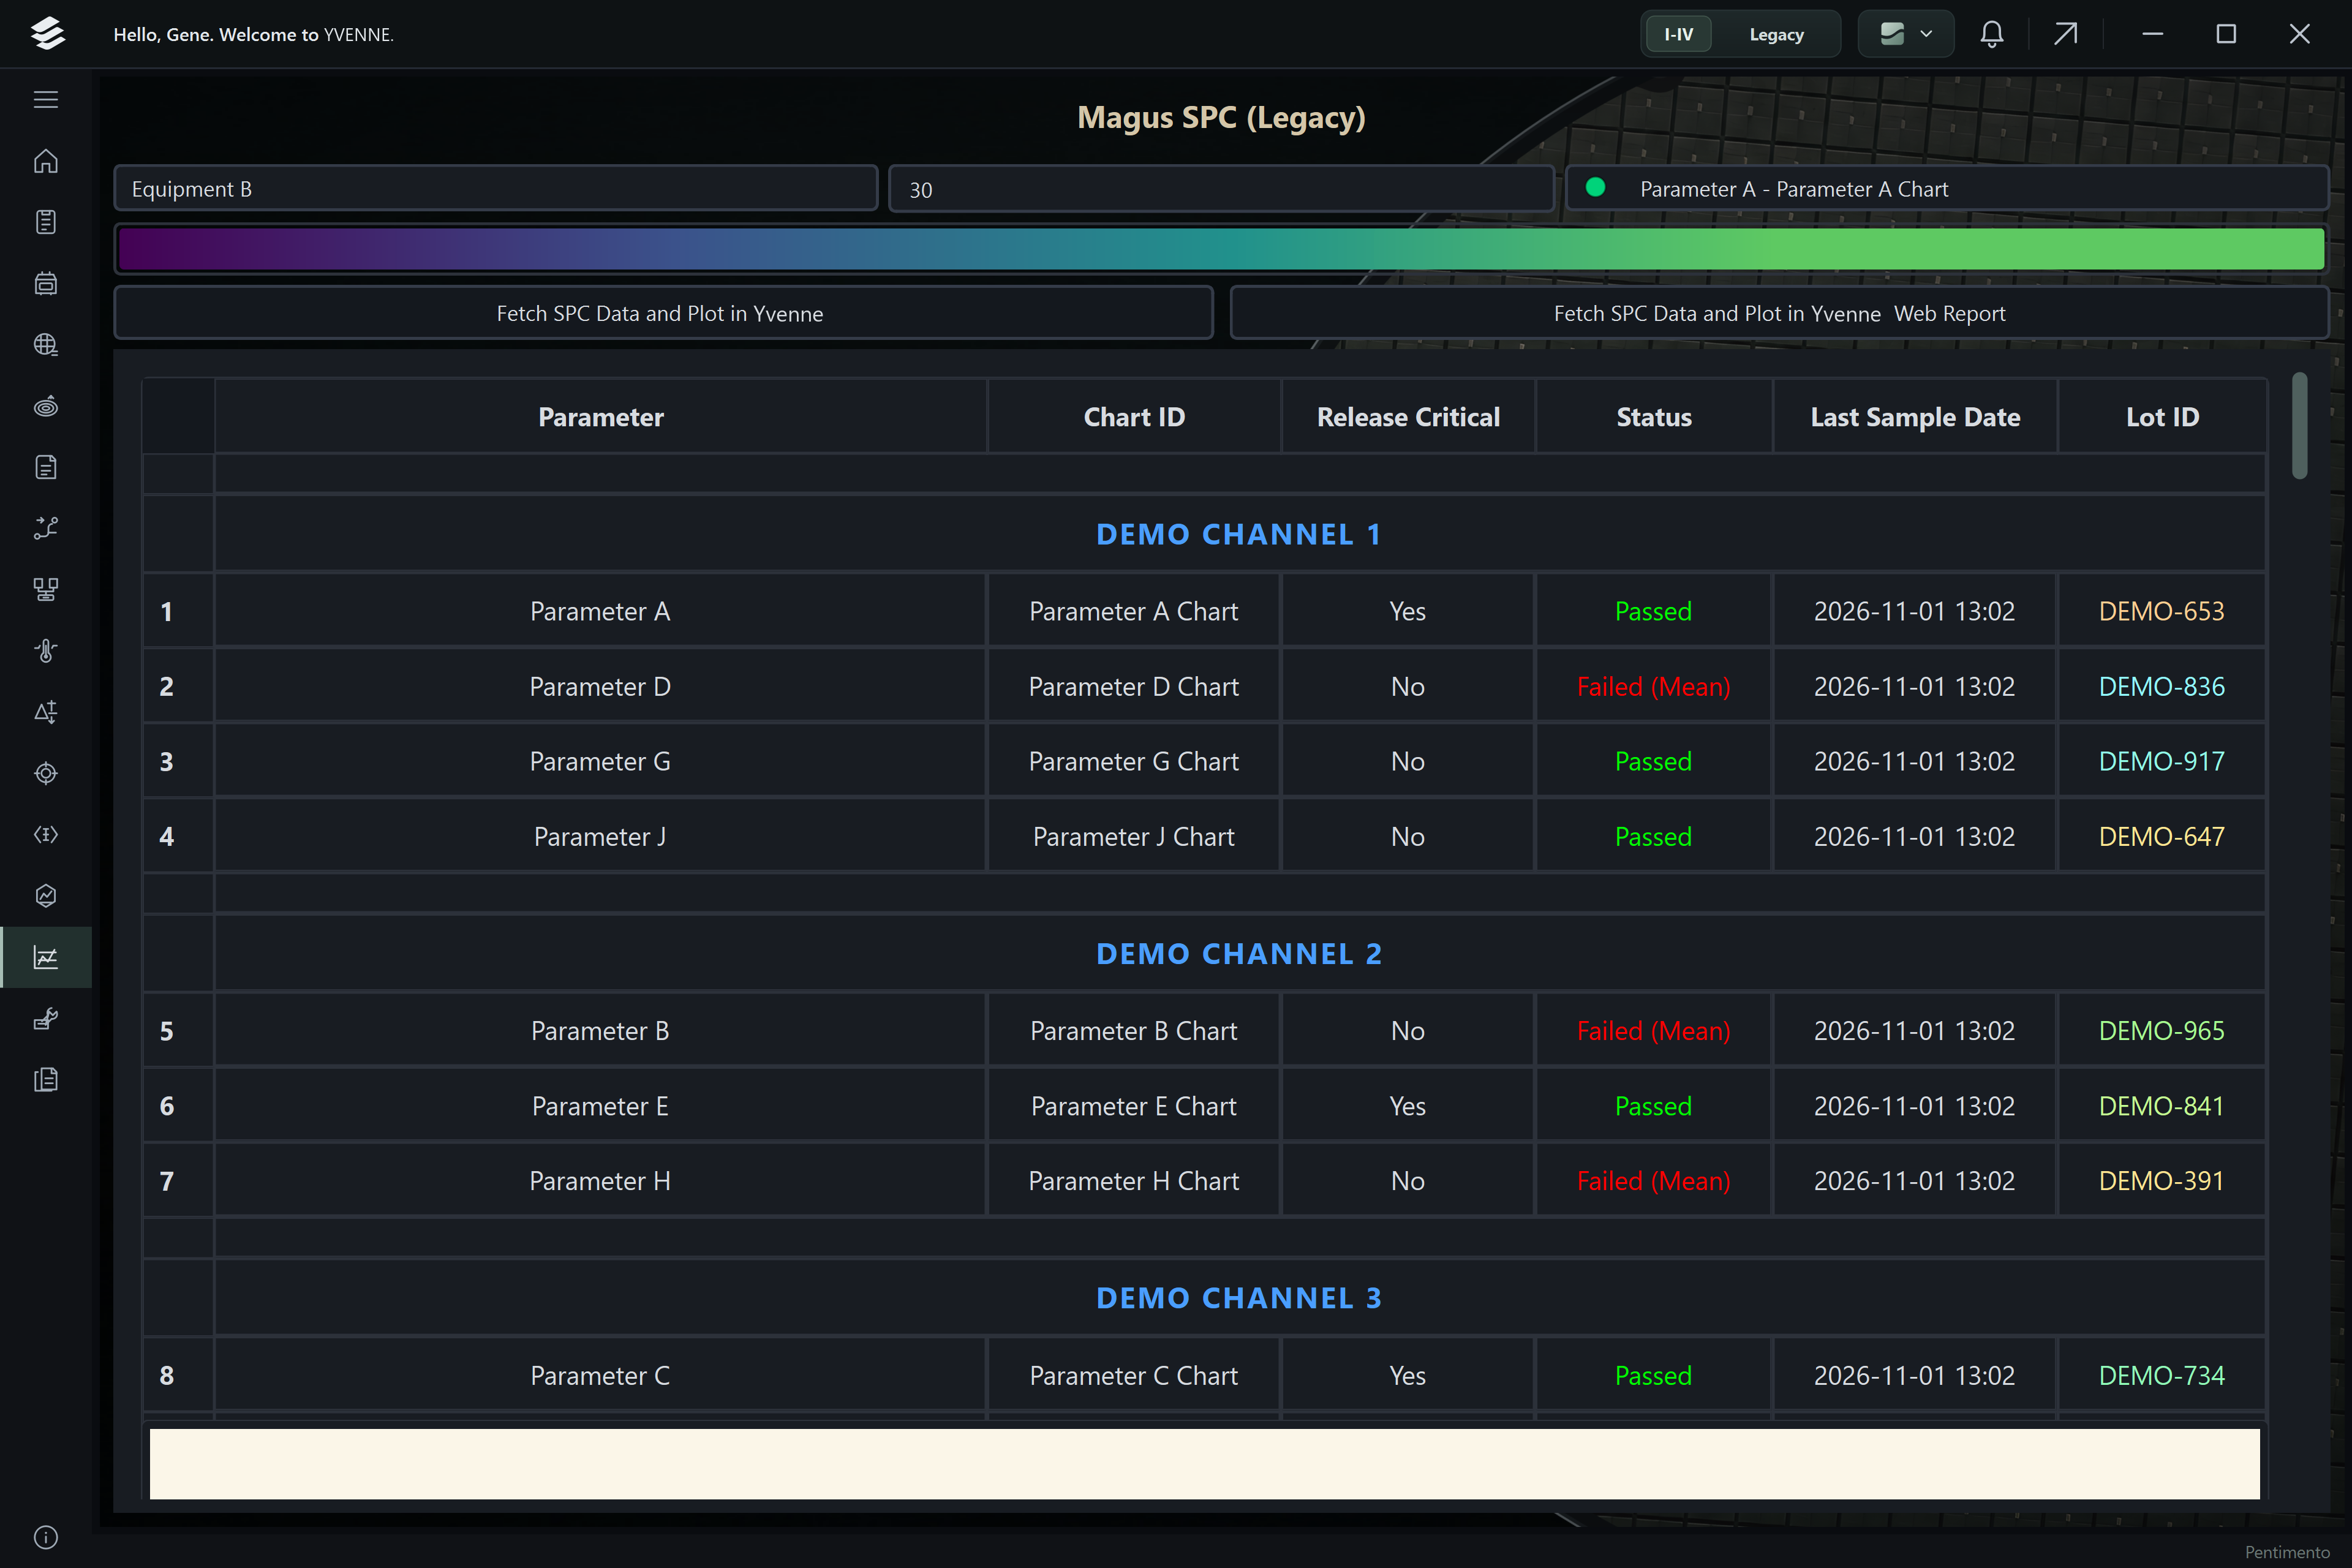 Hello, Gene. Welcome to YVENNE.
I-IV Legacy
Magus SPC (Legacy)
Equipment B
30
Parameter A - Parameter A Chart
Fetch SPC Data and Plot in Yvenne
Fetch SPC Data and Plot in Yvenne Web Report
Parameter Chart ID Release Critical Status Last Sample Date Lot ID
DEMO CHANNEL 1
1 Parameter A Parameter A Chart Yes Passed 2026-11-01 13:02 DEMO-653
2 Parameter D Parameter D Chart No Failed (Mean) 2026-11-01 13:02 DEMO-836
3 Parameter G Parameter G Chart No Passed 2026-11-01 13:02 DEMO-917
4 Parameter J Parameter J Chart No Passed 2026-11-01 13:02 DEMO-647
DEMO CHANNEL 2
5 Parameter B Parameter B Chart No Failed (Mean) 2026-11-01 13:02 DEMO-965
6 Parameter E Parameter E Chart Yes Passed 2026-11-01 13:02 DEMO-841
7 Parameter H Parameter H Chart No Failed (Mean) 2026-11-01 13:02 DEMO-391
DEMO CHANNEL 3
8 Parameter C Parameter C Chart Yes Passed 2026-11-01 13:02 DEMO-734
Pentimento